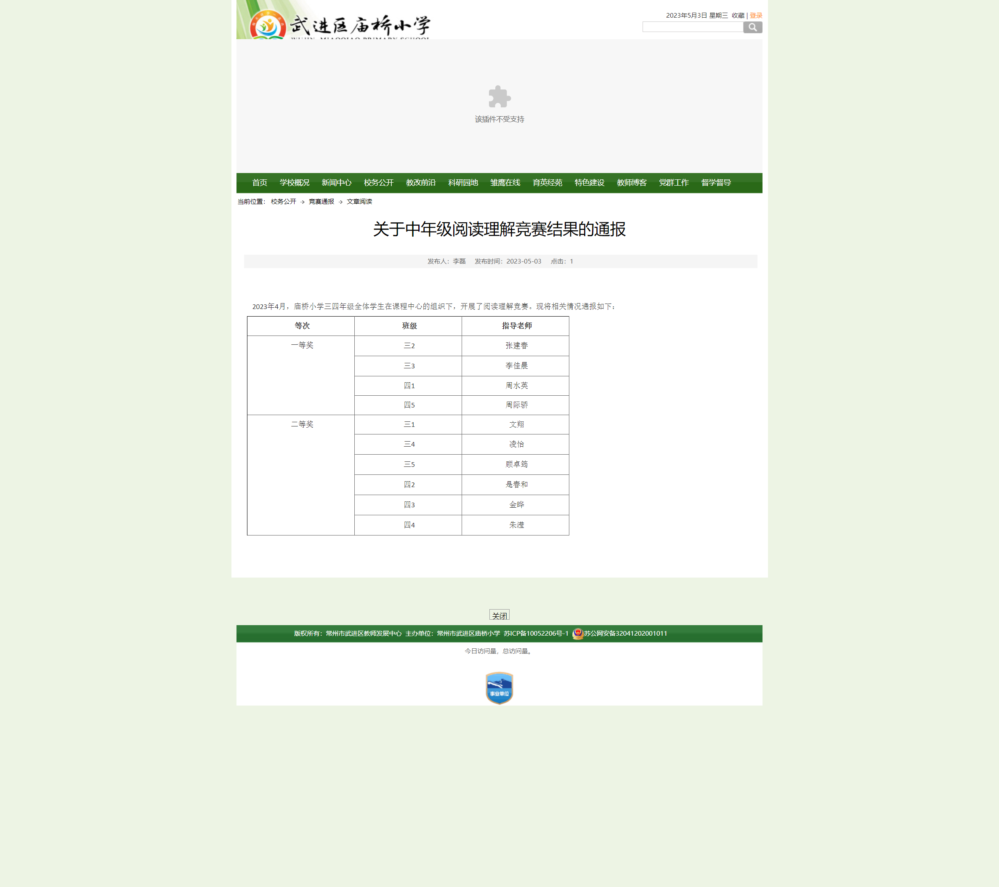 武进区庙桥小学
WUJIN MIAOQIAO PRIMARY SCHOOL
2023年5月3日 星期三 收藏 | 登录
该插件不受支持
首页 学校概况 新闻中心 校务公开 教改前沿 科研园地 雏鹰在线 育英经苑 特色建设 教师博客 党群工作 督学督导
当前位置： 校务公开 → 竞赛通报 → 文章阅读
关于中年级阅读理解竞赛结果的通报
发布人：李磊 发布时间：2023-05-03 点击：1
2023年4月，庙桥小学三四年级全体学生在课程中心的组织下，开展了阅读理解竞赛。现将相关情况通报如下：
等次 班级 指导老师
一等奖 三2 张建春
三3 李佳晨
四1 周水英
四5 周际骄
二等奖 三1 文翔
三4 凌怡
三5 顾卓筠
四2 是春和
四3 金晔
四4 朱滢
关闭
版权所有：常州市武进区教师发展中心 主办单位：常州市武进区庙桥小学 苏ICP备10052206号-1 苏公网安备32041202001011
今日访问量，总访问量。
事业单位